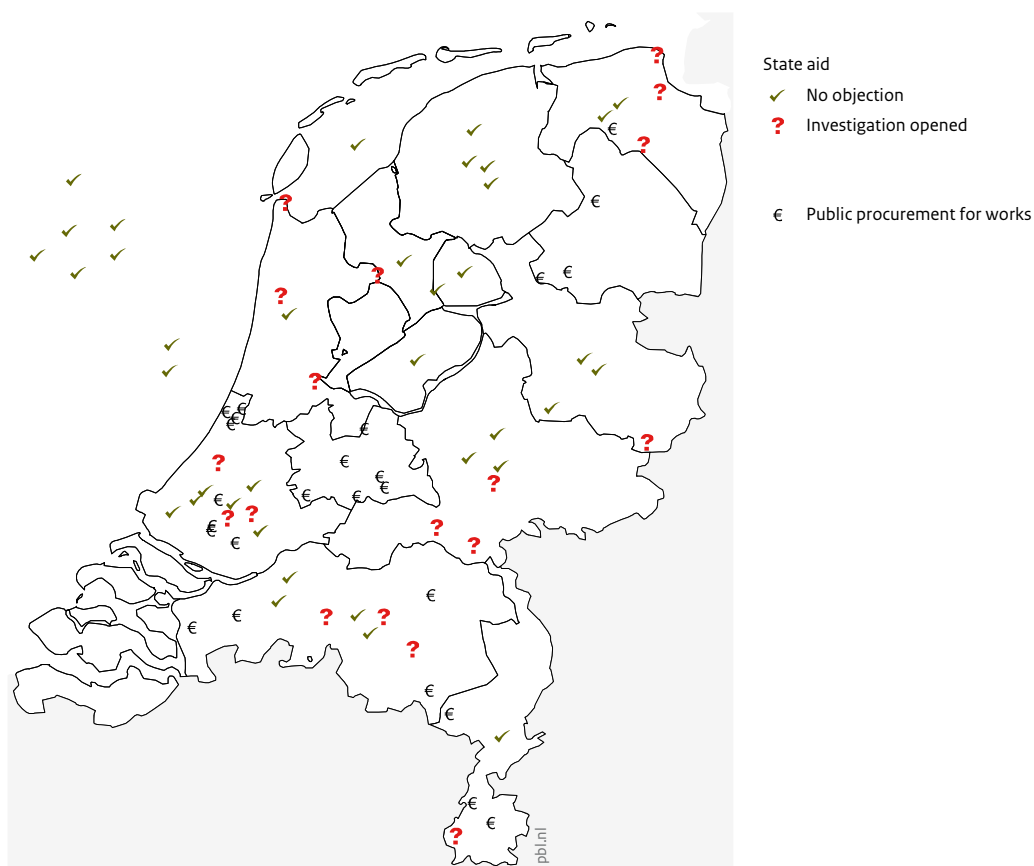 State aid
No objection
? Investigation opened
€ Public procurement for works
pbl.nl